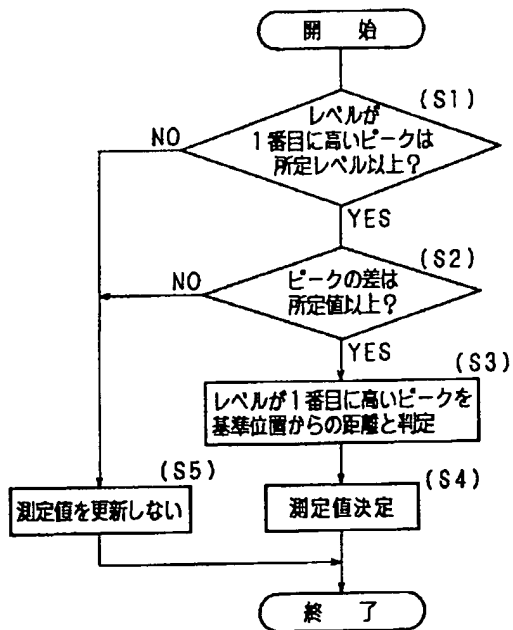 開 始
(S1)
レベルが
1番目に高いピークは
所定レベル以上?
NO
YES
(S2)
ピークの差は
所定値以上?
NO
YES
(S3)
レベルが1番目に高いピークを
基準位置からの距離と判定
(S5)
測定値を更新しない
(S4)
測定値決定
終 了